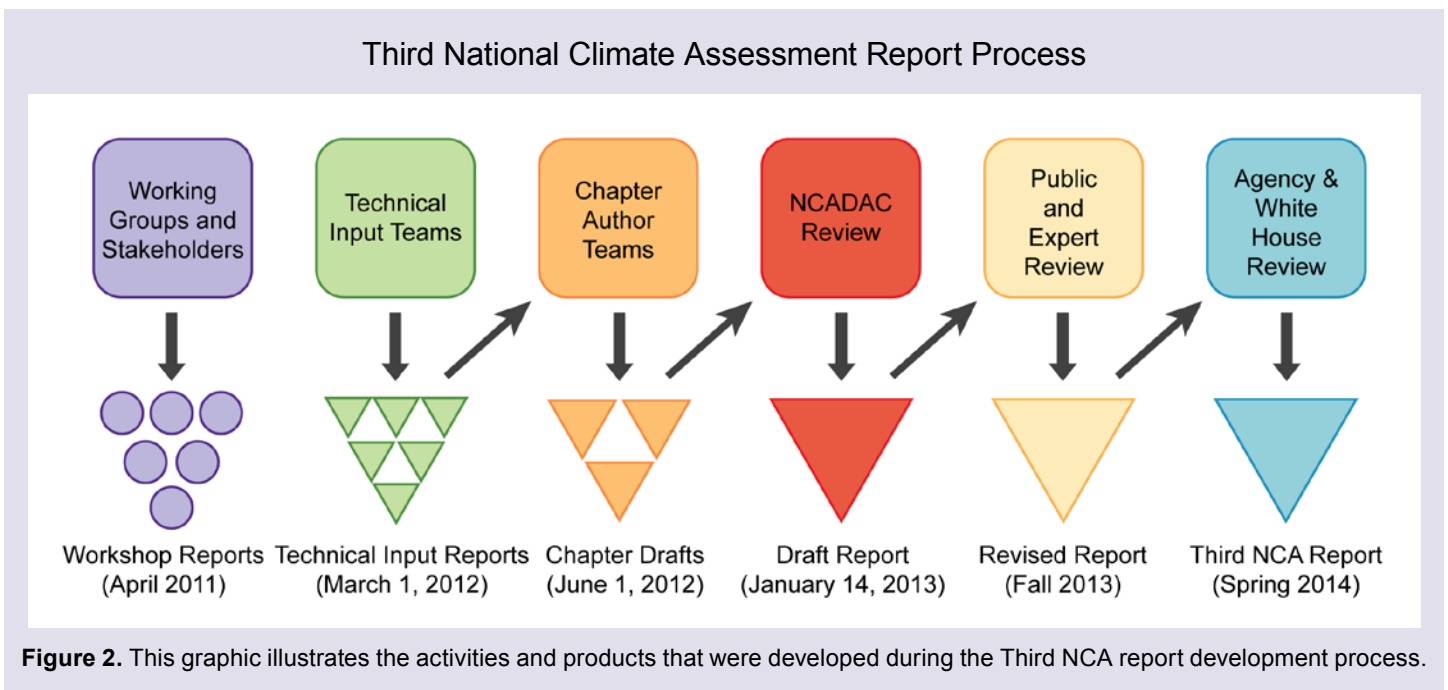 Third National Climate Assessment Report Process
Working
Groups and
Stakeholders
Technical
Input Teams
Chapter
Author
Teams
NCADAC
Review
Public
and
Expert
Review
Agency &
White
House
Review
Workshop Reports
(April 2011)
Technical Input Reports
(March 1, 2012)
Chapter Drafts
(June 1, 2012)
Draft Report
(January 14, 2013)
Revised Report
(Fall 2013)
Third NCA Report
(Spring 2014)
Figure 2. This graphic illustrates the activities and products that were developed during the Third NCA report development process.